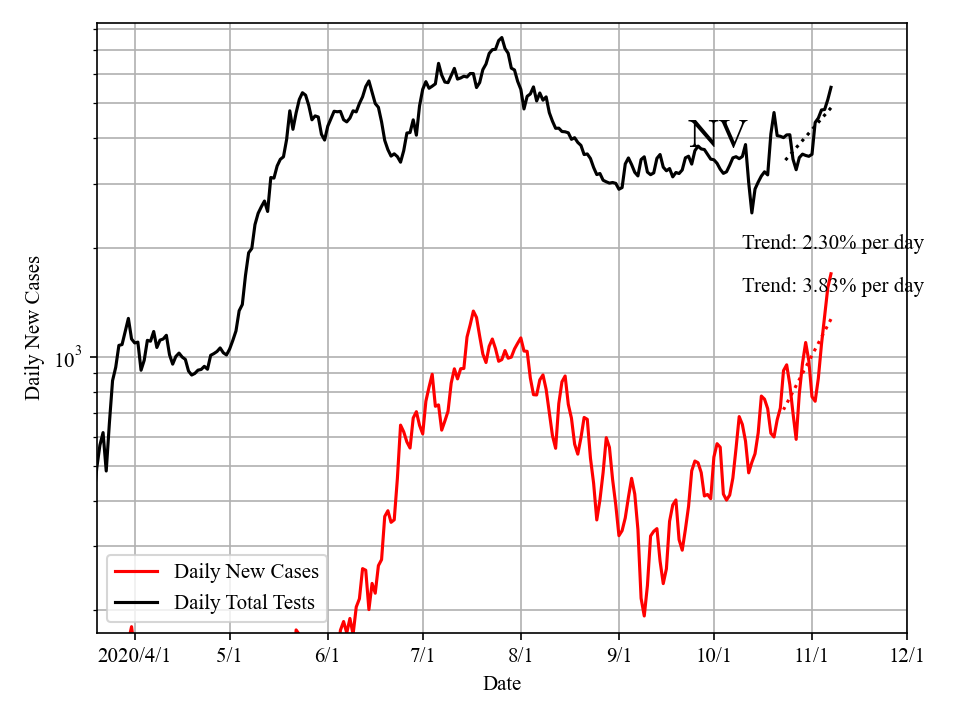 NV
Trend: 2.30% per day
Trend: 3.83% per day
Daily New Cases
10^3
Daily New Cases
Daily Total Tests
2020/4/1 5/1 6/1 7/1 8/1 9/1 10/1 11/1 12/1
Date